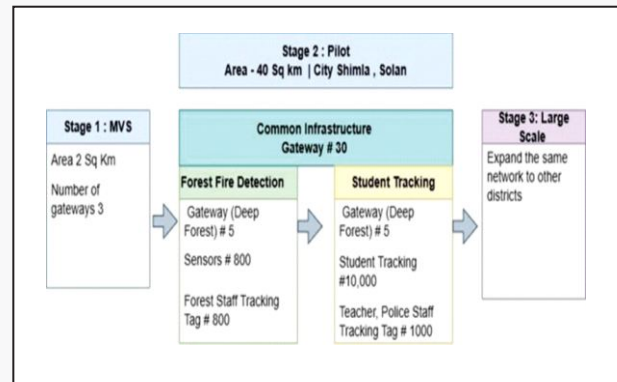 Stage 2 : Pilot
Area - 40 Sq km | City Shimla , Solan
Stage 1 : MVS
Area 2 Sq Km
Number of
gateways 3
Common Infrastructure
Gateway # 30
Forest Fire Detection
Gateway (Deep
Forest) # 5
Sensors # 800
Forest Staff Tracking
Tag # 800
Student Tracking
Gateway (Deep
Forest) # 5
Student Tracking
#10,000
Teacher, Police Staff
Tracking Tag # 1000
Stage 3: Large
Scale
Expand the same
network to other
districts